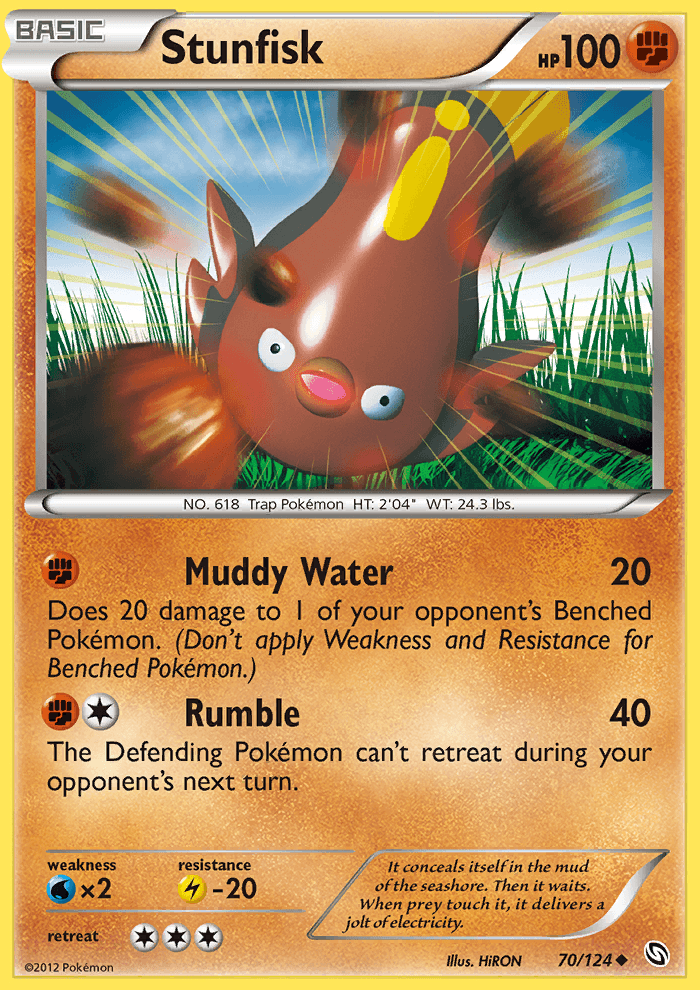 BASIC
Stunfisk
HP100
NO. 618 Trap Pokémon HT: 2'04" WT: 24.3 lbs.
Muddy Water 20
Does 20 damage to 1 of your opponent's Benched
Pokémon. (Don't apply Weakness and Resistance for
Benched Pokémon.)
Rumble 40
The Defending Pokémon can't retreat during your
opponent's next turn.
weakness
×2
resistance
-20
retreat
It conceals itself in the mud
of the seashore. Then it waits.
When prey touch it, it delivers a
jolt of electricity.
©2012 Pokémon
Illus. HiRON
70/124